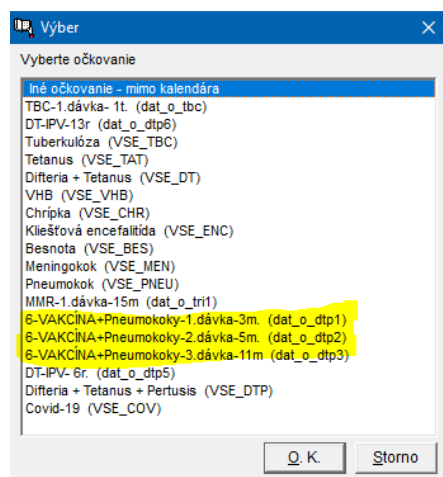 Výber
Vyberte očkovanie
Iné očkovanie - mimo kalendára
TBC-1.dávka- 1t. (dat_o_tbc)
DT-IPV-13r (dat_o_dtp6)
Tuberkulóza (VSE_TBC)
Tetanus (VSE_TAT)
Difteria + Tetanus (VSE_DT)
VHB (VSE_VHB)
Chrípka (VSE_CHR)
Kliešťová encefalitída (VSE_ENC)
Besnota (VSE_BES)
Meningokok (VSE_MEN)
Pneumokok (VSE_PNEU)
MMR-1.dávka-15m (dat_o_tri1)
6-VAKCÍNA+Pneumokoky-1.dávka-3m. (dat_o_dtp1)
6-VAKCÍNA+Pneumokoky-2.dávka-5m. (dat_o_dtp2)
6-VAKCÍNA+Pneumokoky-3.dávka-11m (dat_o_dtp3)
DT-IPV- 6r. (dat_o_dtp5)
Difteria + Tetanus + Pertusis (VSE_DTP)
Covid-19 (VSE_COV)
O. K. Storno